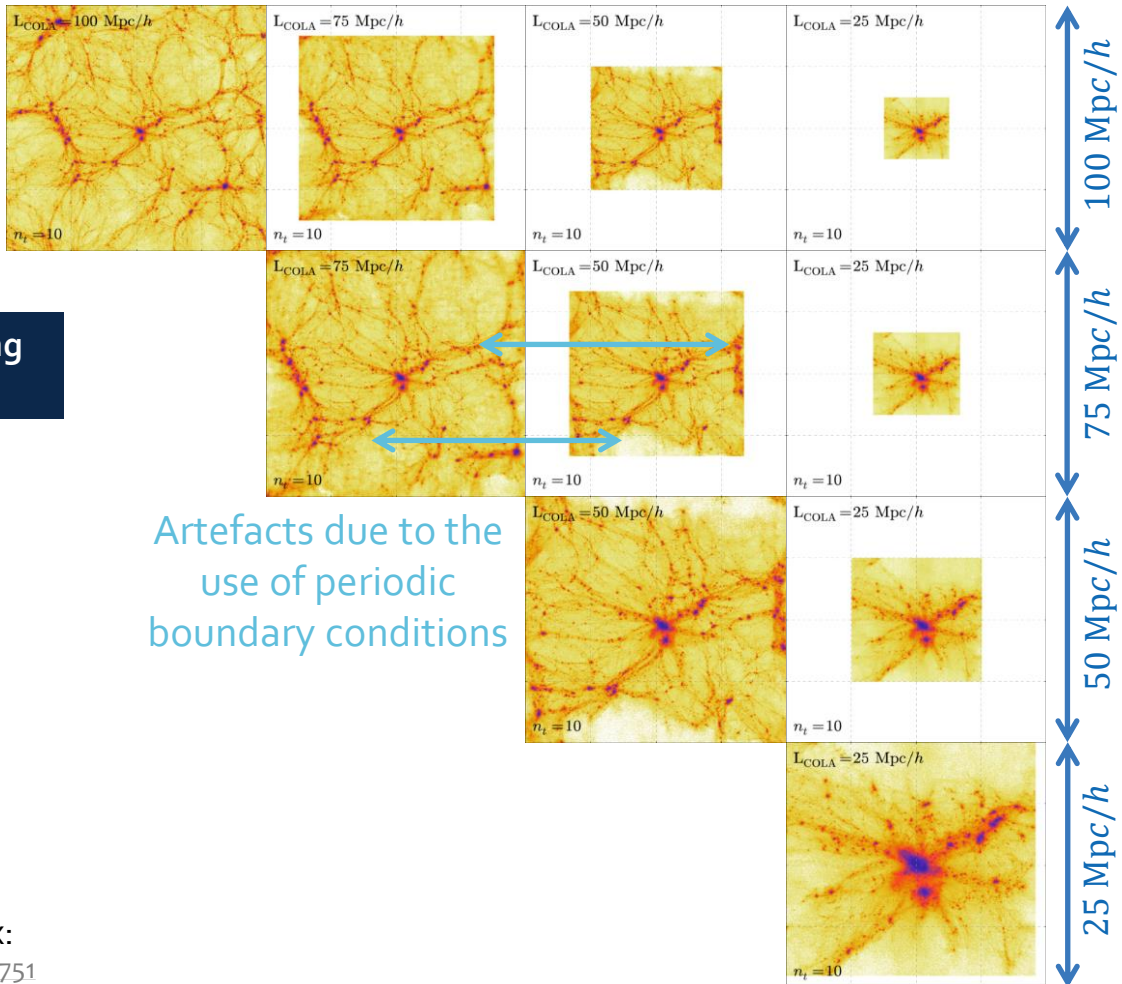 L_COLA=100 Mpc/h
L_COLA=75 Mpc/h
L_COLA=50 Mpc/h
L_COLA=25 Mpc/h
n_t=10
n_t=10
n_t=10
n_t=10
100 Mpc/h
L_COLA=75 Mpc/h
L_COLA=50 Mpc/h
L_COLA=25 Mpc/h
n_t=10
n_t=10
n_t=10
75 Mpc/h
Artefacts due to the
use of periodic
boundary conditions
L_COLA=50 Mpc/h
L_COLA=25 Mpc/h
n_t=10
n_t=10
50 Mpc/h
L_COLA=25 Mpc/h
n_t=10
25 Mpc/h
751